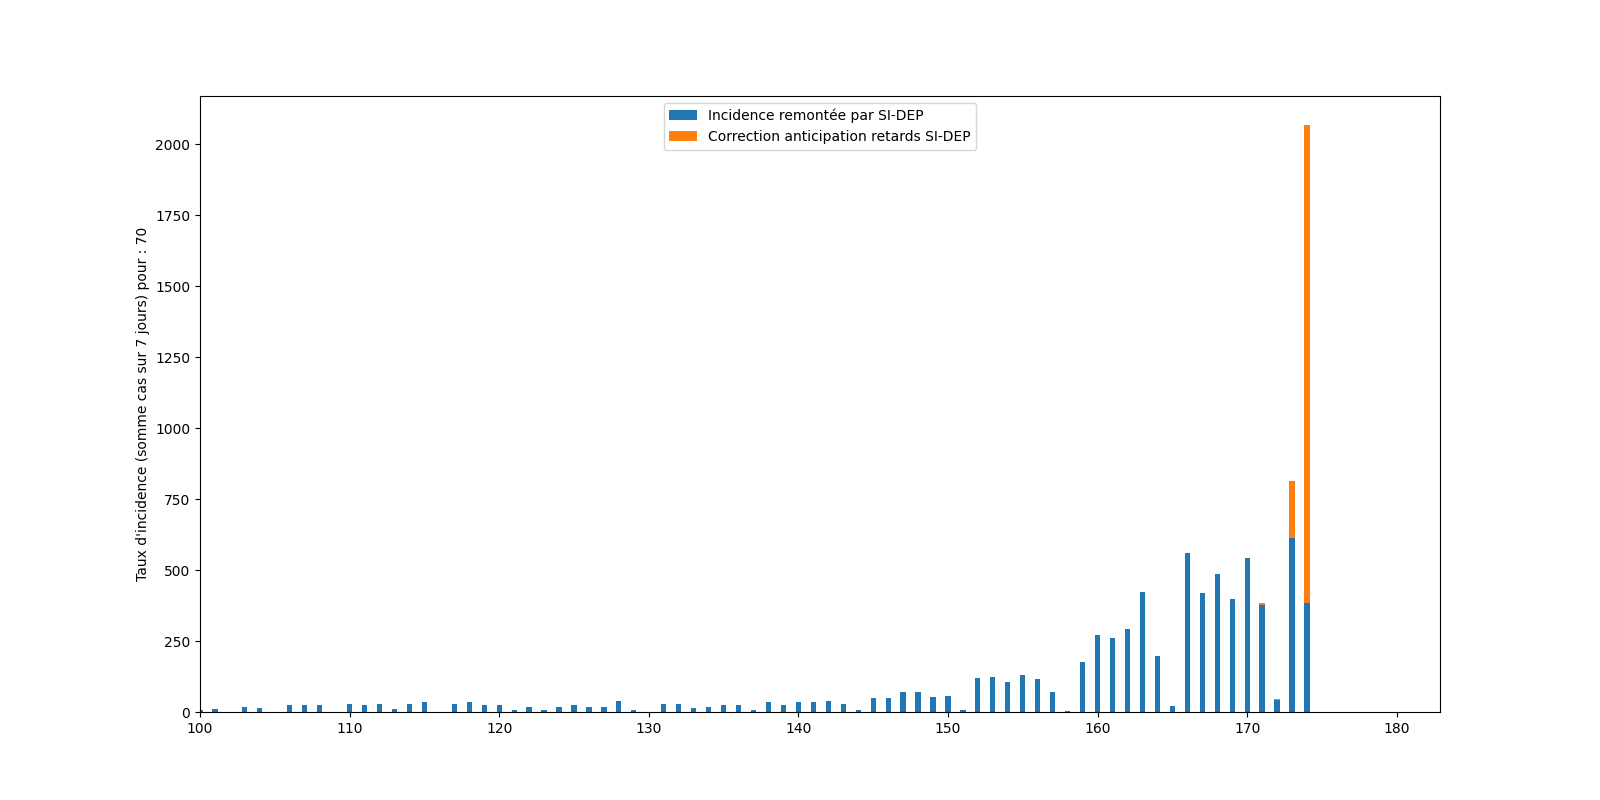 Incidence remontée par SI-DEP
Correction anticipation retards SI-DEP
Taux d'incidence (somme cas sur 7 jours) pour : 70
2000
1750
1500
1250
1000
750
500
250
0
100 110 120 130 140 150 160 170 180